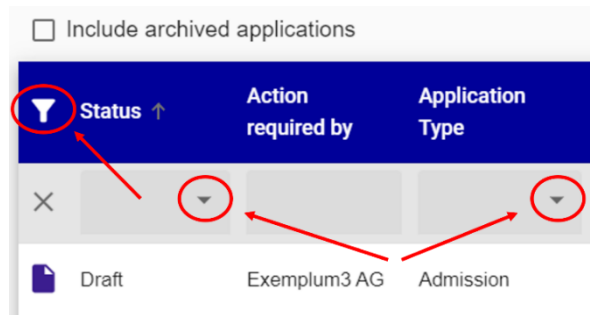 Include archived applications
Status ↑ Action required by Application Type
Draft Exemplum3 AG Admission